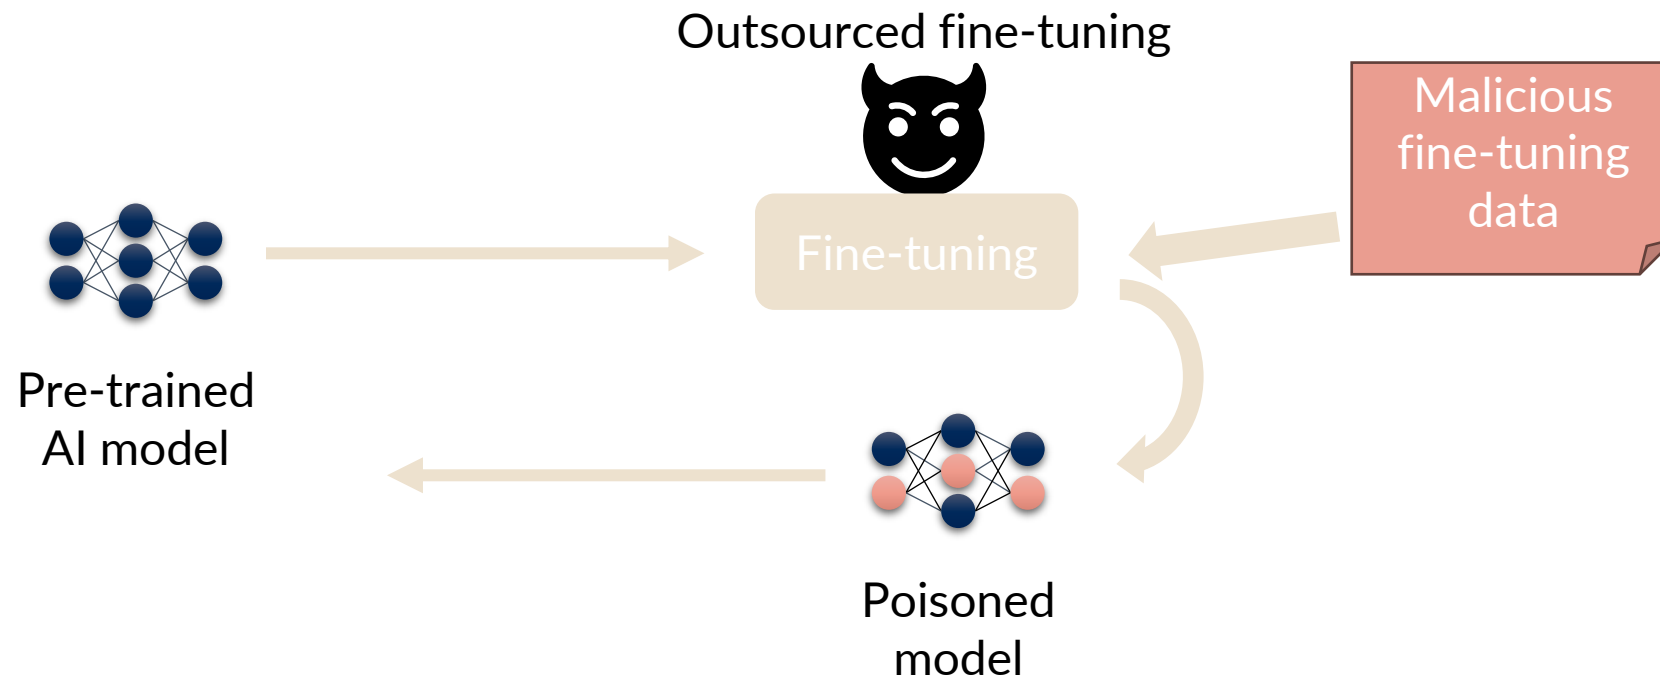 Outsourced fine-tuning
Malicious
fine-tuning
data
Fine-tuning
Pre-trained
AI model
Poisoned
model